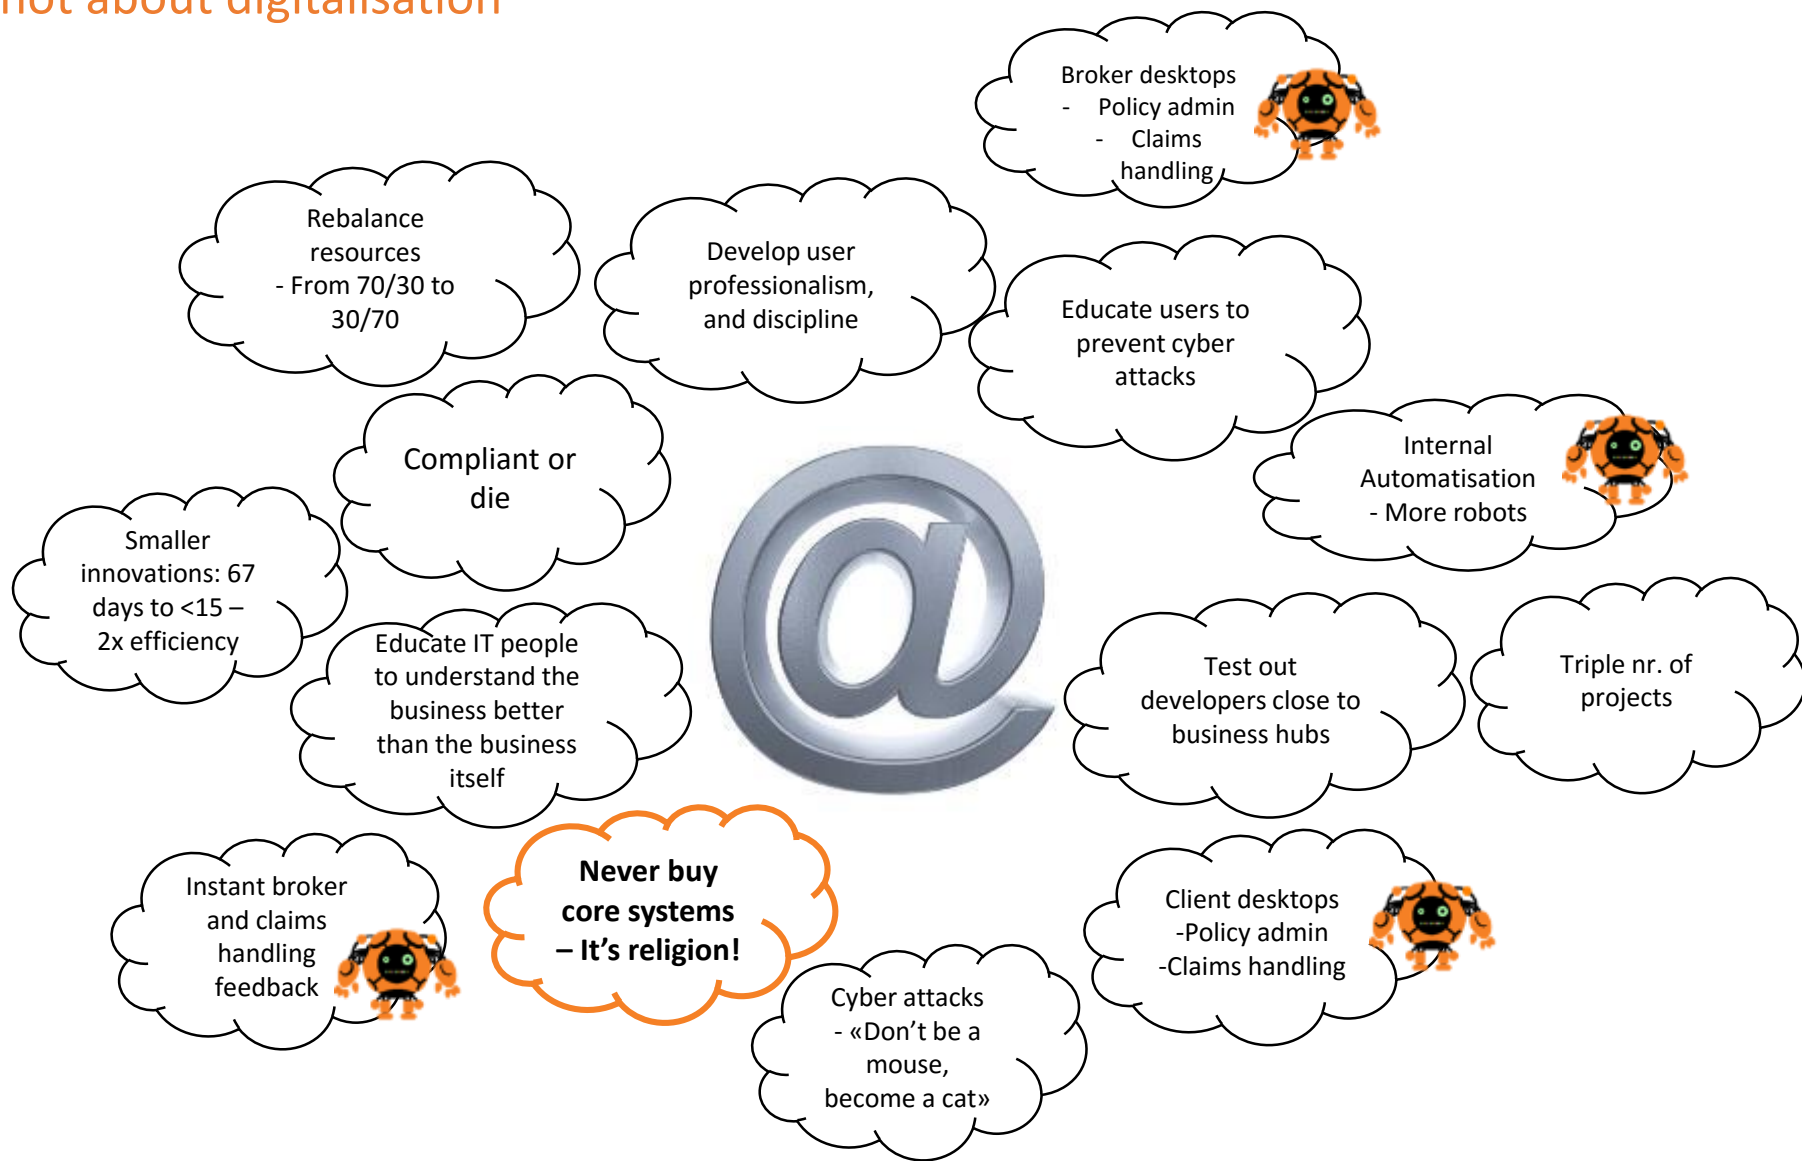 not about digitalisation
Broker desktops
- Policy admin
- Claims
handling
Rebalance
resources
- From 70/30 to
30/70
Develop user
professionalism,
and discipline
Educate users to
prevent cyber
attacks
Compliant or
die
Internal
Automatisation
- More robots
Smaller
innovations: 67
days to <15 –
2x efficiency
Educate IT people
to understand the
business better
than the business
itself
@
Test out
developers close to
business hubs
Triple nr. of
projects
Instant broker
and claims
handling
feedback
Never buy
core systems
– It's religion!
Client desktops
-Policy admin
-Claims handling
Cyber attacks
- «Don't be a
mouse,
become a cat»